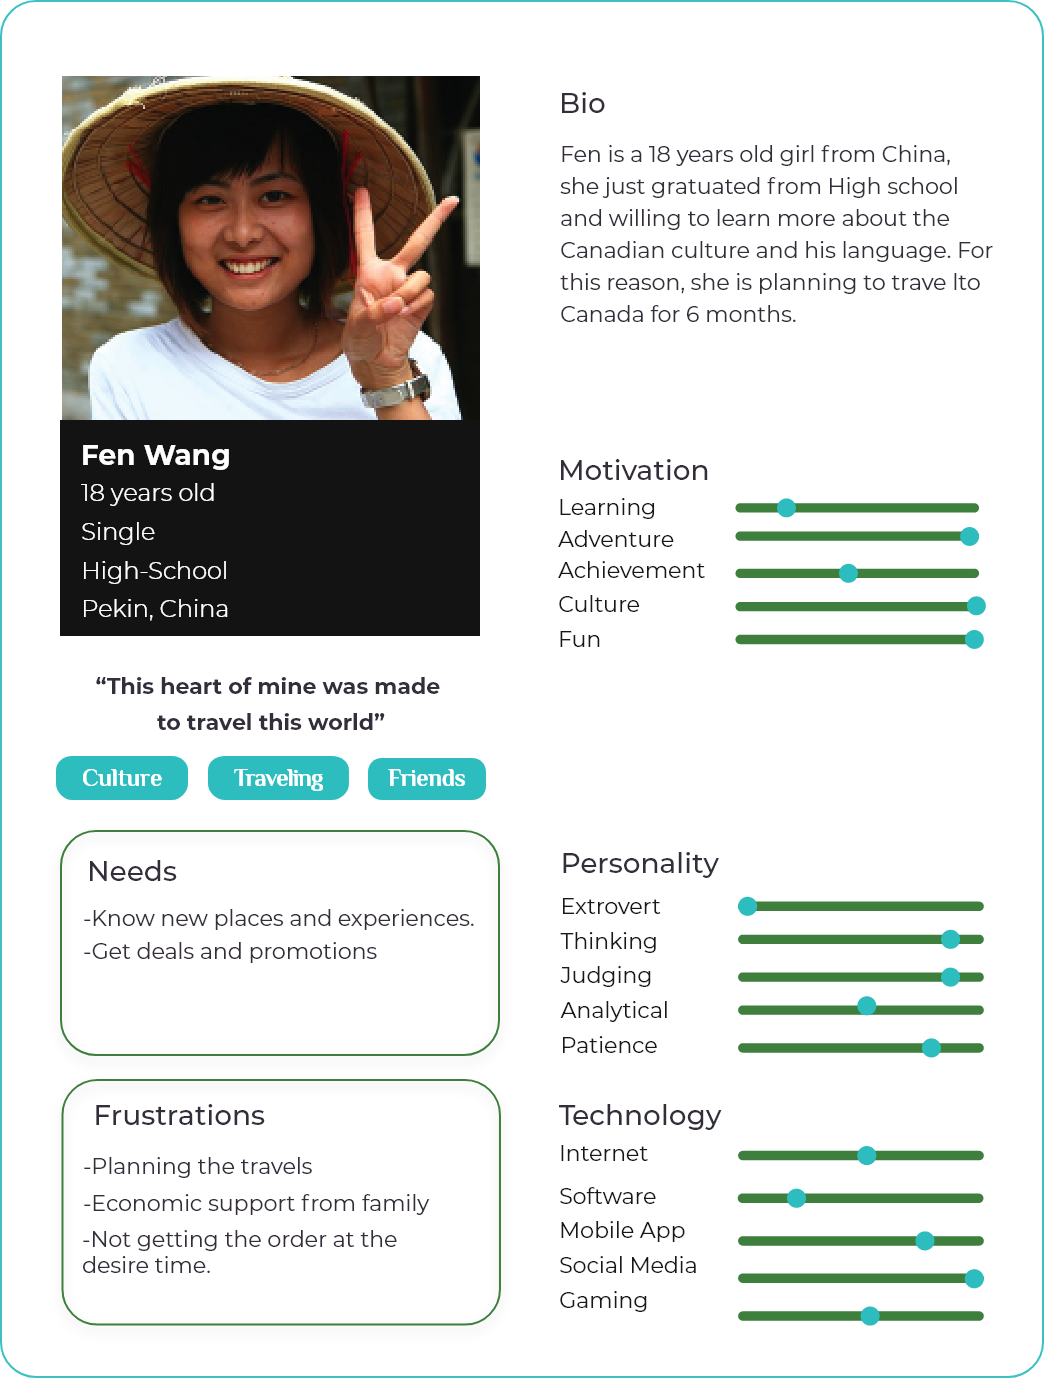 Fen Wang
18 years old
Single
High-School
Pekin, China
“This heart of mine was made
to travel this world”
Culture
Traveling
Friends
Needs
-Know new places and experiences.
-Get deals and promotions
Frustrations
-Planning the travels
-Economic support from family
-Not getting the order at the
desire time.
Bio
Fen is a 18 years old girl from China,
she just gratuated from High school
and willing to learn more about the
Canadian culture and his language. For
this reason, she is planning to trave lto
Canada for 6 months.
Motivation
Learning
Adventure
Achievement
Culture
Fun
Personality
Extrovert
Thinking
Judging
Analytical
Patience
Technology
Internet
Software
Mobile App
Social Media
Gaming